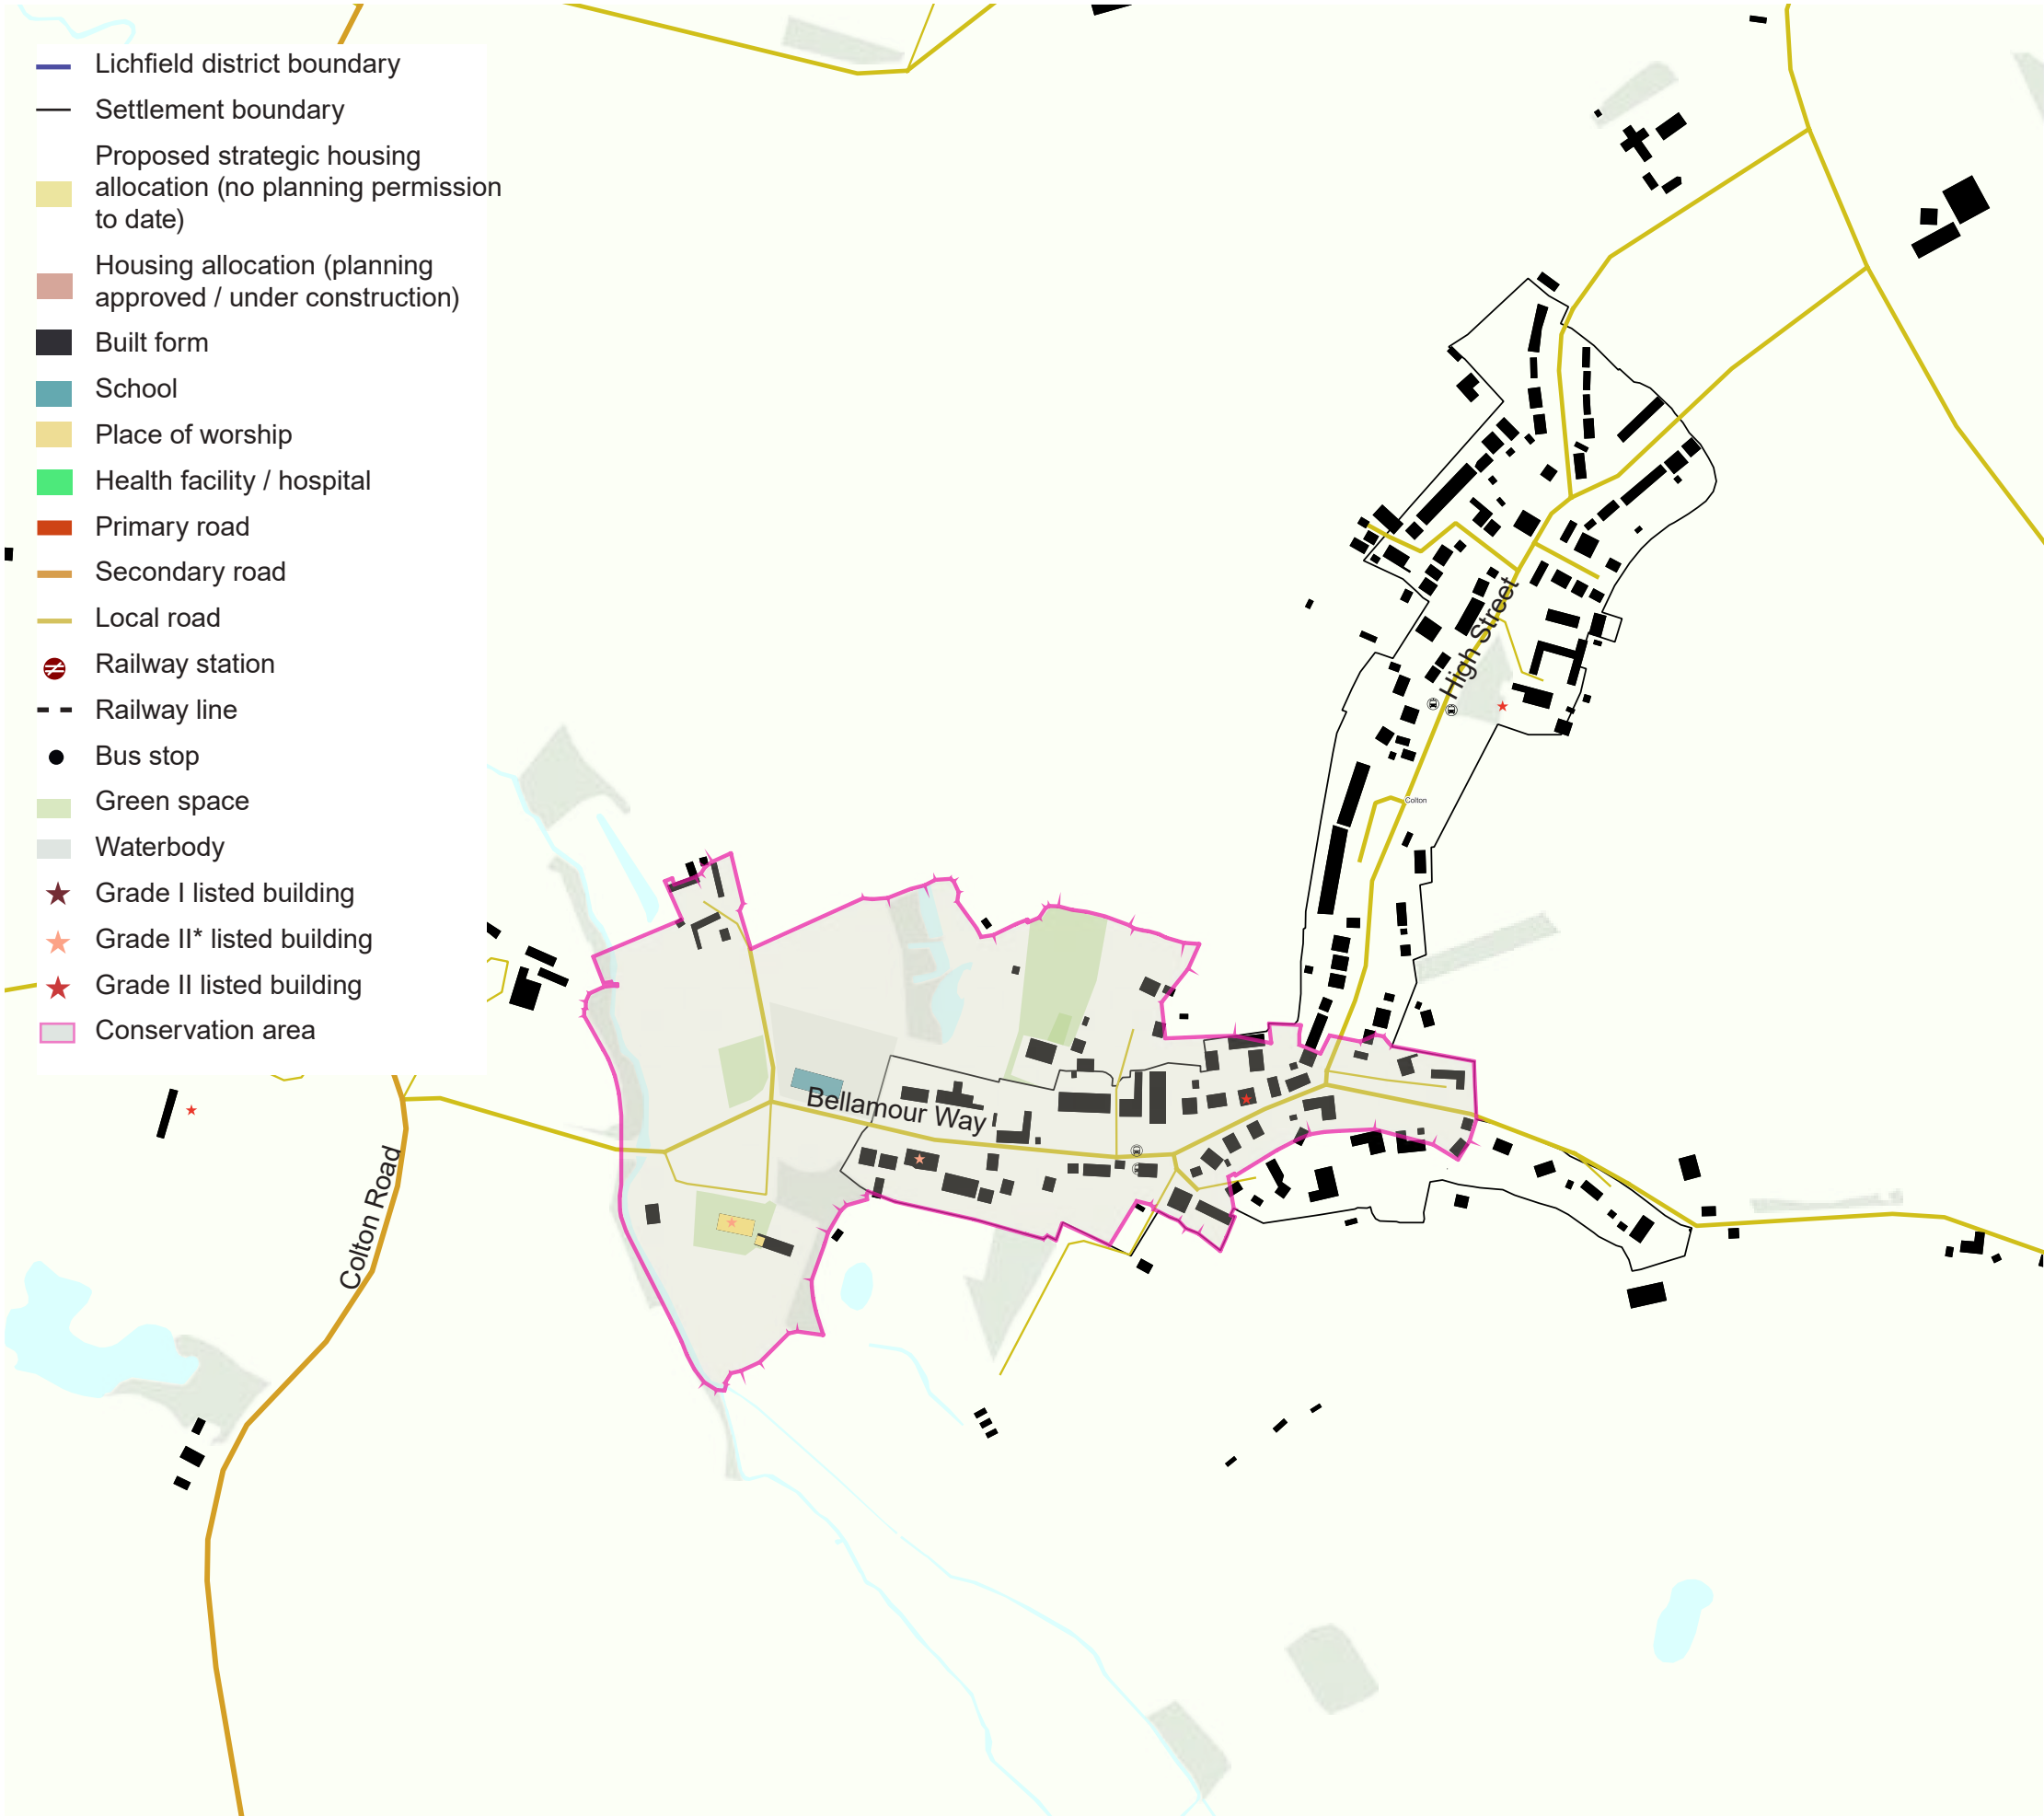 Lichfield district boundary
Settlement boundary
Proposed strategic housing
allocation (no planning permission
to date)
Housing allocation (planning
approved / under construction)
Built form
School
Place of worship
Health facility / hospital
Primary road
Secondary road
Local road
Railway station
Railway line
Bus stop
Green space
Waterbody
Grade I listed building
Grade II* listed building
Grade II listed building
Conservation area
High Street
Colton
Bellamour Way
Colton Road